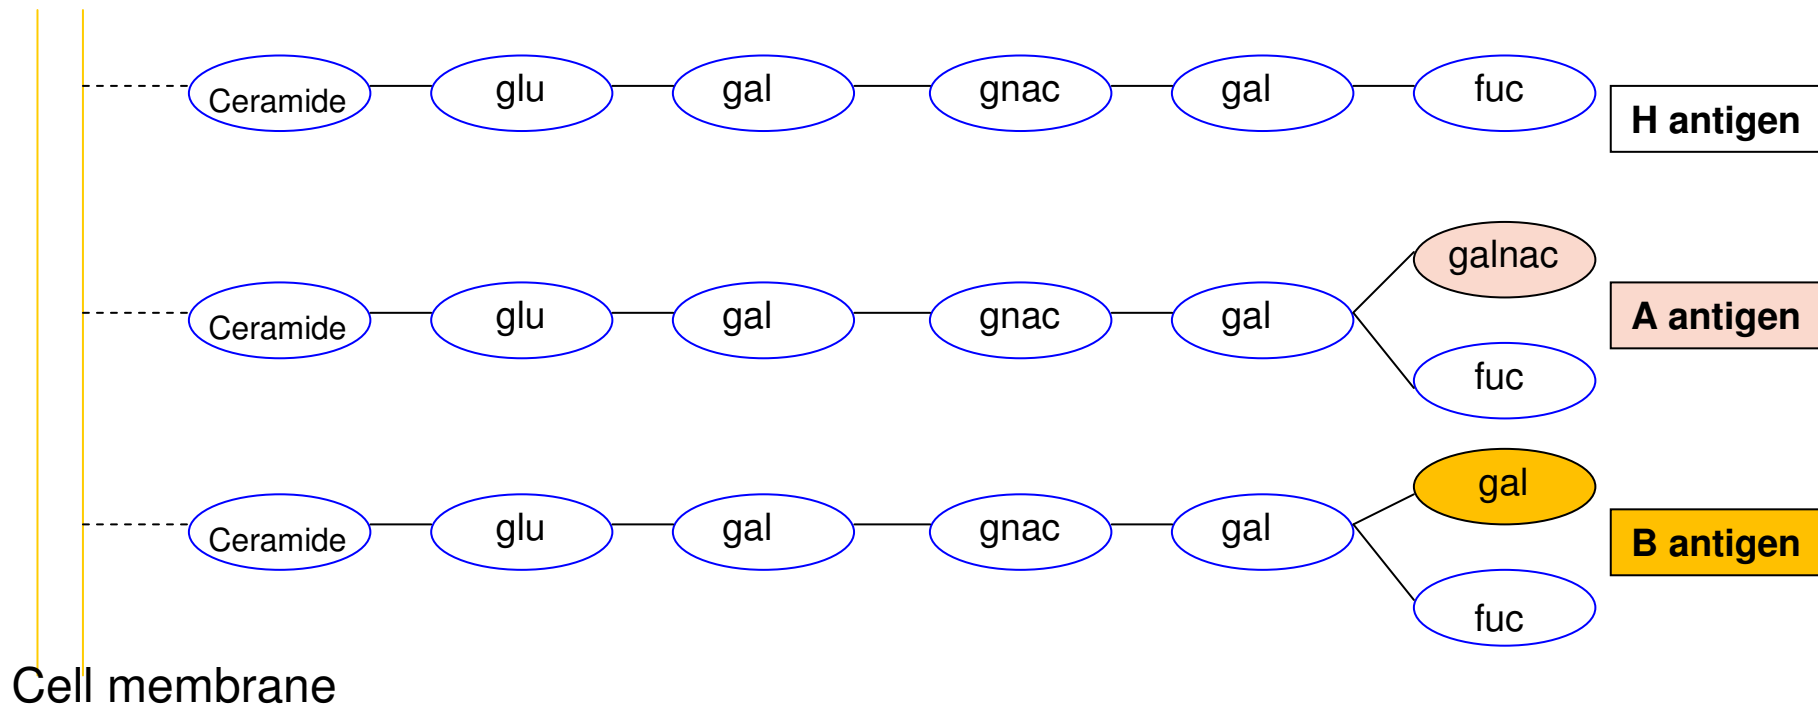 Ceramide glu gal gnac gal fuc
H antigen
galnac
Ceramide glu gal gnac gal
A antigen
fuc
gal
Ceramide glu gal gnac gal
B antigen
fuc
Cell membrane